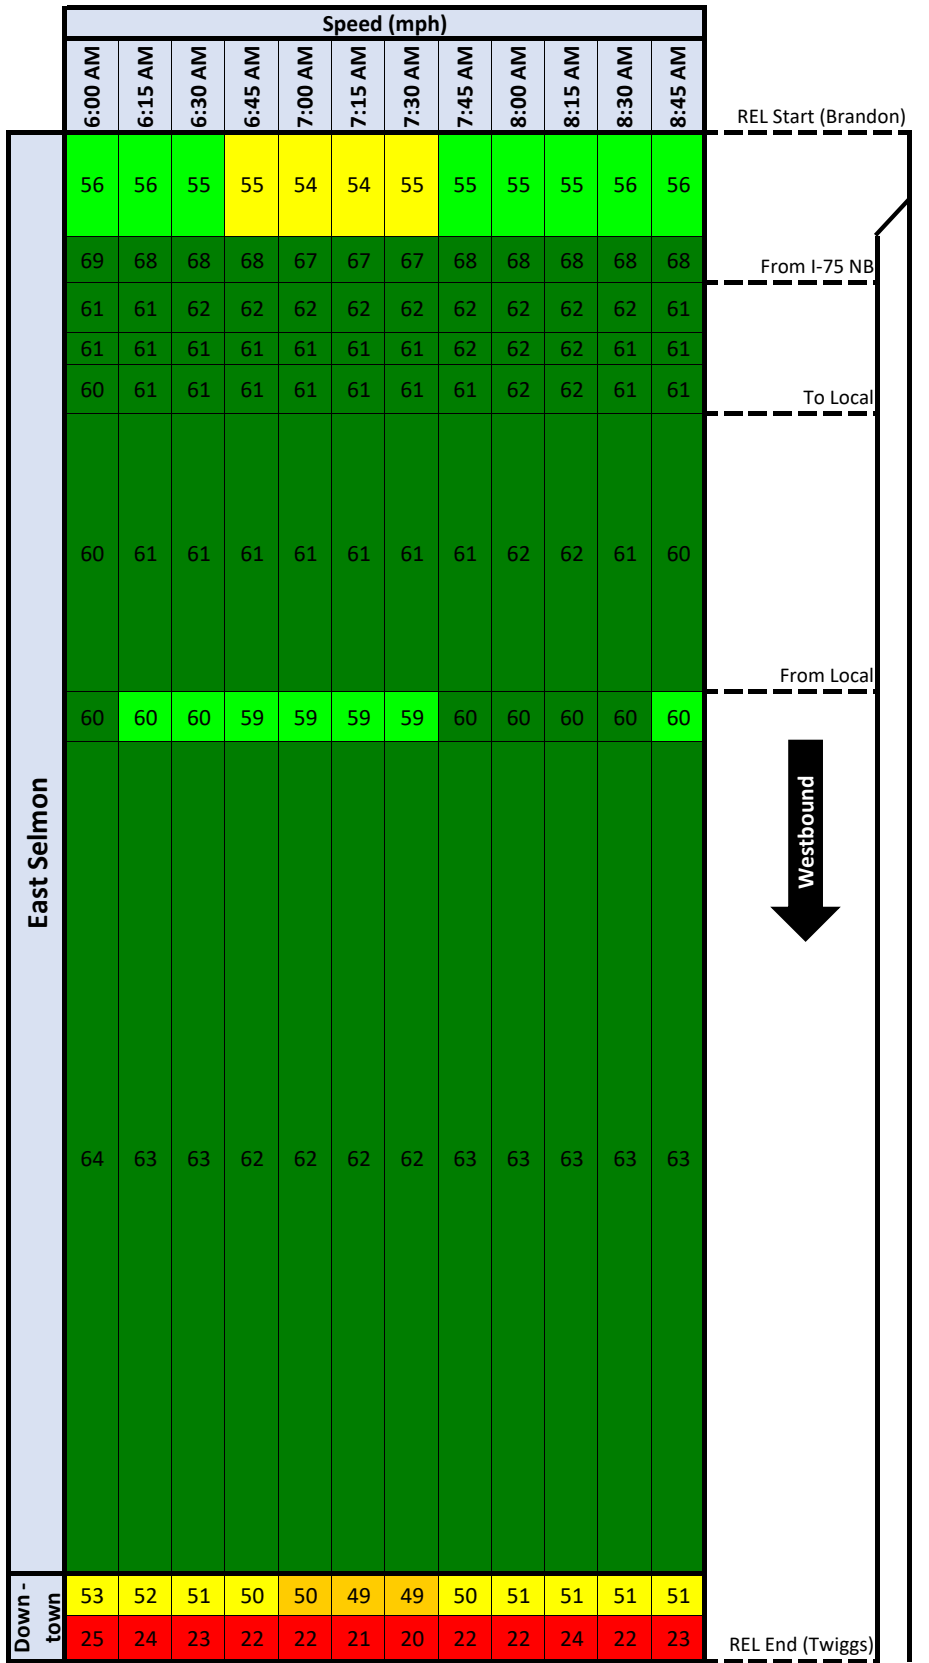 Speed (mph)
6:00 AM 6:15 AM 6:30 AM 6:45 AM 7:00 AM 7:15 AM 7:30 AM 7:45 AM 8:00 AM 8:15 AM 8:30 AM 8:45 AM
REL Start (Brandon)
56 56 55 55 54 54 55 55 55 55 56 56
69 68 68 68 67 67 67 68 68 68 68 68
From I-75 NB
61 61 62 62 62 62 62 62 62 62 62 61
61 61 61 61 61 61 61 62 62 62 61 61
60 61 61 61 61 61 61 61 62 62 61 61
To Local
60 61 61 61 61 61 61 61 62 62 61 60
From Local
60 60 60 59 59 59 59 60 60 60 60 60
East Selmon
Westbound
64 63 63 62 62 62 62 63 63 63 63 63
Down -
town
53 52 51 50 50 49 49 50 51 51 51 51
25 24 23 22 22 21 20 22 22 24 22 23
REL End (Twiggs)